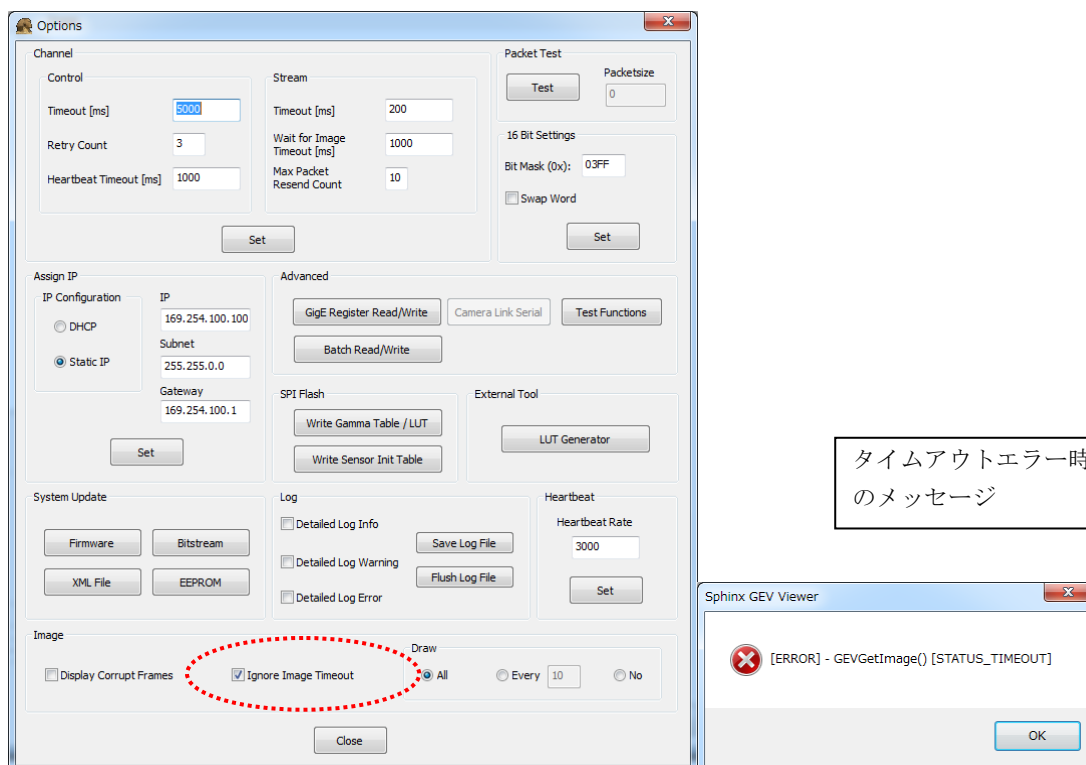 Options
Channel
Control
Timeout [ms]
5000
Retry Count
3
Heartbeat Timeout [ms]
1000
Stream
Timeout [ms]
200
Wait for Image
Timeout [ms]
1000
Max Packet
Resend Count
10
Set
Packet Test
Test
Packetsize
0
16 Bit Settings
Bit Mask (0x):
03FF
Swap Word
Set
Assign IP
IP Configuration
DHCP
Static IP
IP
169.254.100.100
Subnet
255.255.0.0
Gateway
169.254.100.1
Set
Advanced
GigE Register Read/Write
Camera Link Serial
Test Functions
Batch Read/Write
SPI Flash
Write Gamma Table / LUT
Write Sensor Init Table
External Tool
LUT Generator
System Update
Firmware
Bitstream
XML File
EEPROM
Log
Detailed Log Info
Detailed Log Warning
Detailed Log Error
Save Log File
Flush Log File
Heartbeat
Heartbeat Rate
3000
Set
Image
Display Corrupt Frames
Ignore Image Timeout
Draw
All
Every
10
No
Close
タイムアウトエラー時
のメッセージ
Sphinx GEV Viewer
[ERROR] - GEVGetImage() [STATUS_TIMEOUT]
OK